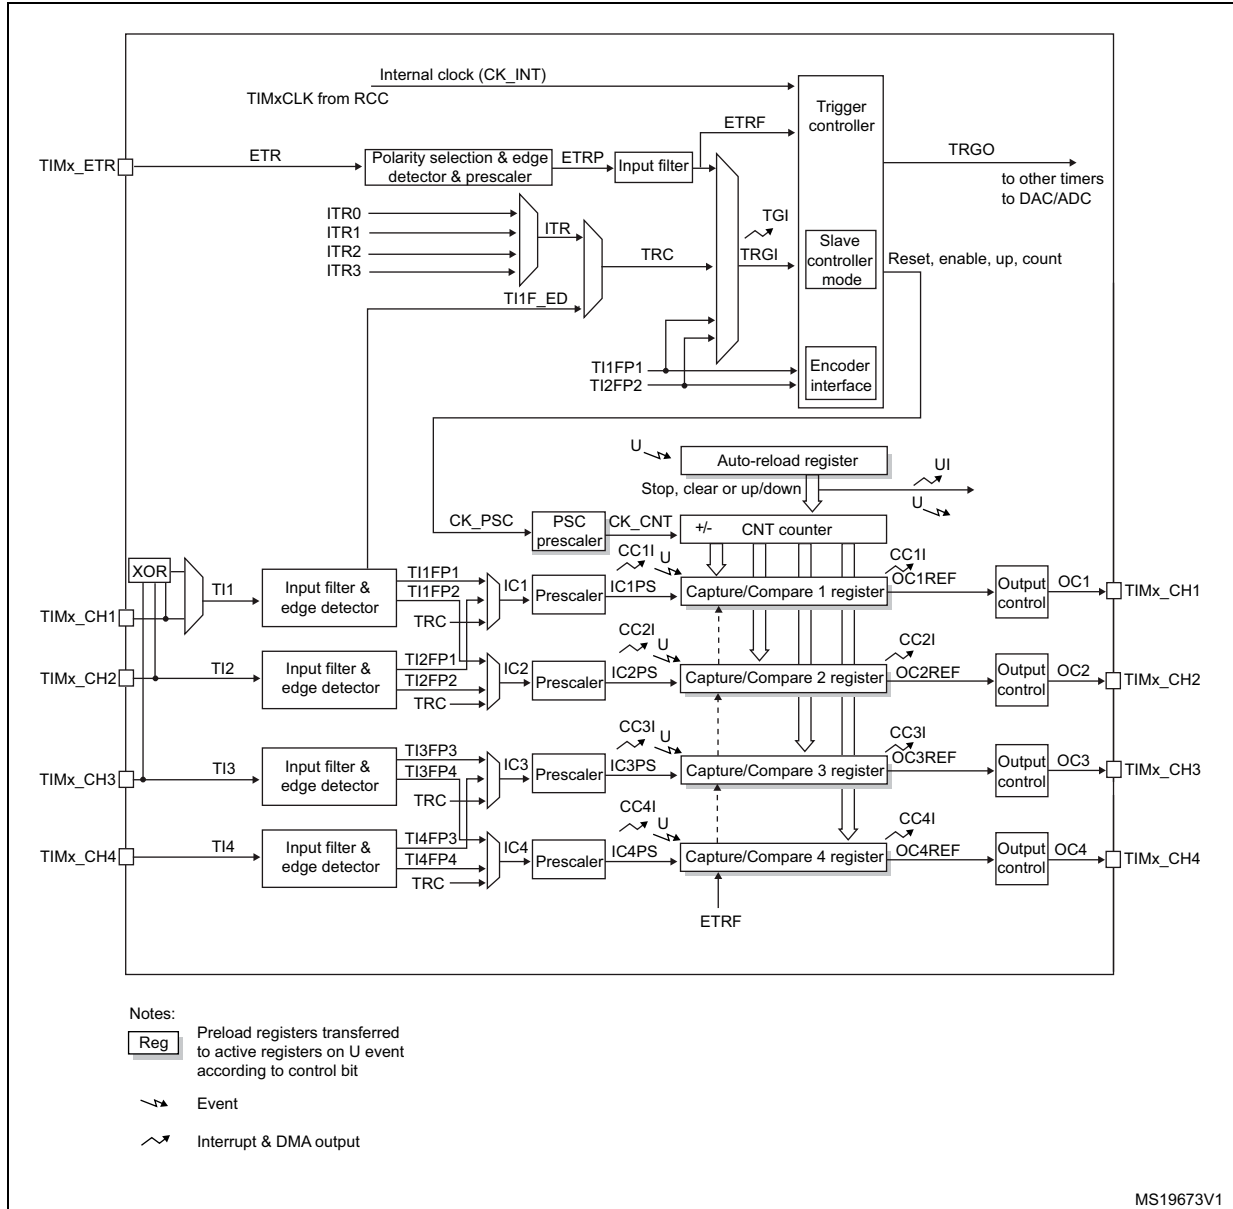 Internal clock (CK_INT)
TIMxCLK from RCC
Trigger
controller
ETRF
TIMx_ETR
ETR
Polarity selection & edge
detector & prescaler
ETRP
Input filter
TRGO
to other timers
to DAC/ADC
ITR0
ITR1
ITR2
ITR3
ITR
TRC
TGI
TRGI
Slave
controller
mode
Reset, enable, up, count
TI1F_ED
TI1FP1
TI2FP2
Encoder
interface
U
Auto-reload register
UI
Stop, clear or up/down
U
CK_PSC
PSC
prescaler
CK_CNT
+/-
CNT counter
XOR
TI1
TIMx_CH1
Input filter &
edge detector
TI1FP1
TI1FP2
TRC
IC1
Prescaler
IC1PS
CC1I
U
Capture/Compare 1 register
CC1I
OC1REF
Output
control
OC1
TIMx_CH1
TIMx_CH2
TI2
Input filter &
edge detector
TI2FP1
TI2FP2
TRC
IC2
Prescaler
IC2PS
CC2I
U
Capture/Compare 2 register
CC2I
OC2REF
Output
control
OC2
TIMx_CH2
TIMx_CH3
TI3
Input filter &
edge detector
TI3FP3
TI3FP4
TRC
IC3
Prescaler
IC3PS
CC3I
U
Capture/Compare 3 register
CC3I
OC3REF
Output
control
OC3
TIMx_CH3
TIMx_CH4
TI4
Input filter &
edge detector
TI4FP3
TI4FP4
TRC
IC4
Prescaler
IC4PS
CC4I
U
Capture/Compare 4 register
CC4I
OC4REF
Output
control
OC4
TIMx_CH4
ETRF
Notes:
Reg
Preload registers transferred
to active registers on U event
according to control bit
Event
Interrupt & DMA output
MS19673V1